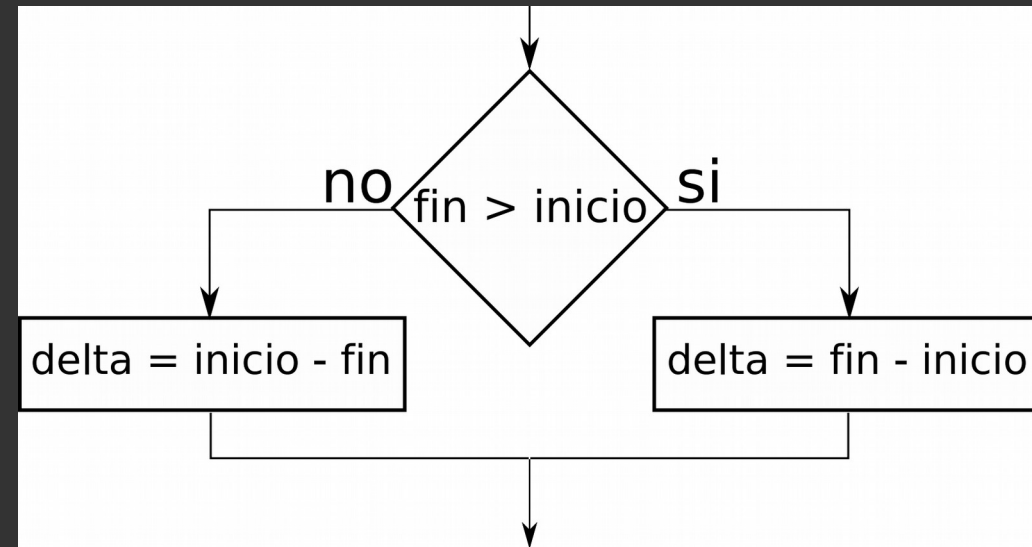 no
fin > inicio
si
delta = inicio - fin
delta = fin - inicio